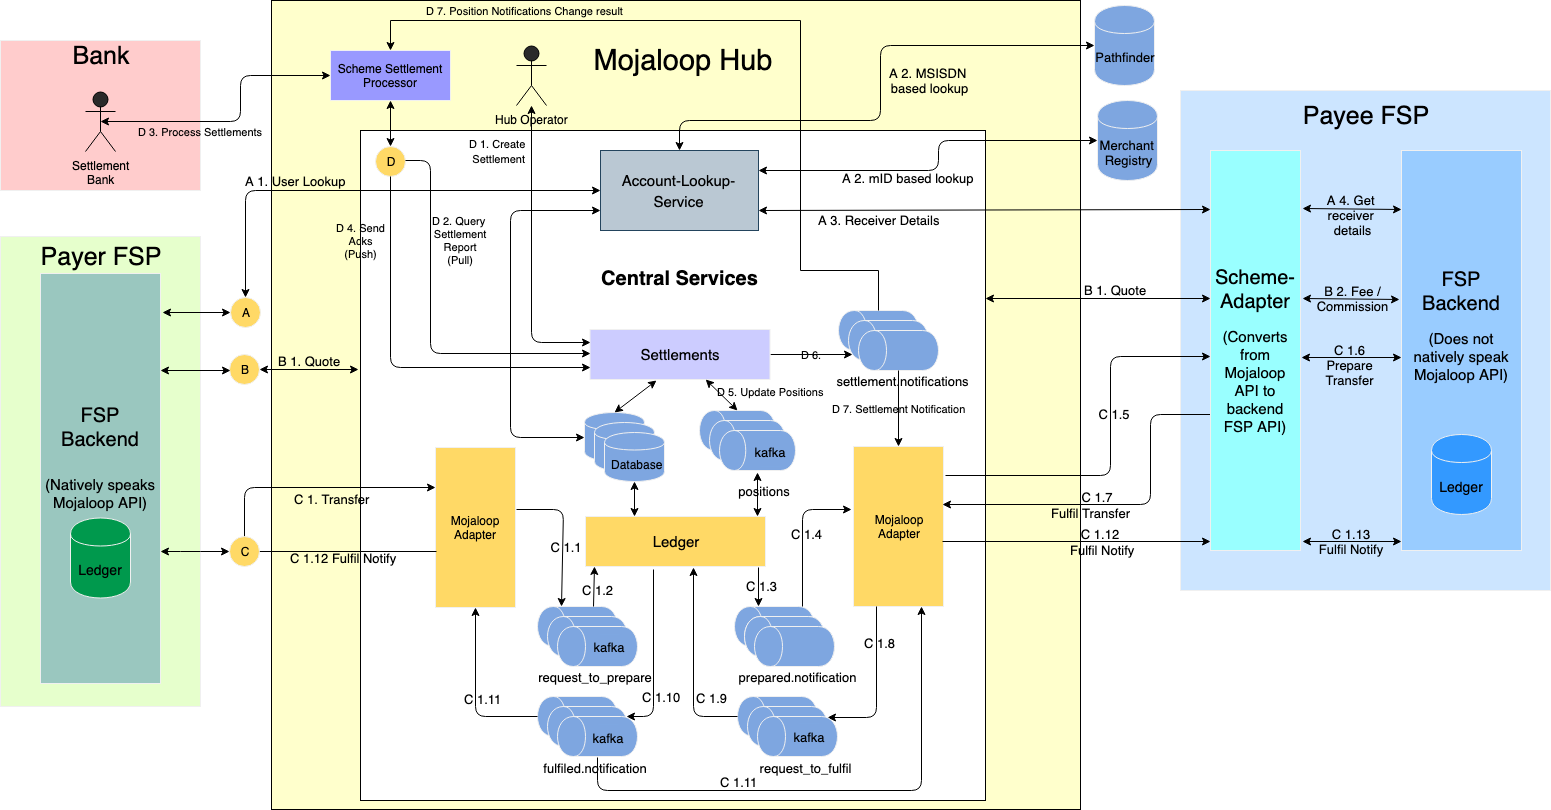 D 7. Position Notifications Change result
Bank
Settlement
Bank
D 3. Process Settlements
Scheme Settlement
Processor
Hub Operator
Mojaloop Hub
A 2. MSISDN
based lookup
Pathfinder
Merchant
Registry
D
D 1. Create
Settlement
A 1. User Lookup
Account-Lookup-
Service
A 2. mID based lookup
A 3. Receiver Details
D 4. Send
Acks
(Push)
D 2. Query
Settlement
Report
(Pull)
Central Services
Payer FSP
FSP
Backend
(Natively speaks
Mojaloop API)
Ledger
A
B
B 1. Quote
C
C 1. Transfer
C 1.12 Fulfil Notify
Settlements
D 6.
settlement.notifications
D 5. Update Positions
D 7. Settlement Notification
Database
kafka
positions
Mojaloop
Adapter
Ledger
Mojaloop
Adapter
C 1.1
C 1.2
C 1.3
C 1.4
kafka
request_to_prepare
prepared.notification
C 1.8
C 1.11
C 1.10
C 1.9
kafka
fulfiled.notification
kafka
request_to_fulfil
C 1.11
Payee FSP
B 1. Quote
C 1.5
C 1.7
Fulfil Transfer
C 1.12
Fulfil Notify
Scheme-
Adapter
(Converts
from
Mojaloop
API to
backend
FSP API)
A 4. Get
receiver
details
B 2. Fee /
Commission
C 1.6
Prepare
Transfer
C 1.13
Fulfil Notify
FSP
Backend
(Does not
natively speak
Mojaloop API)
Ledger